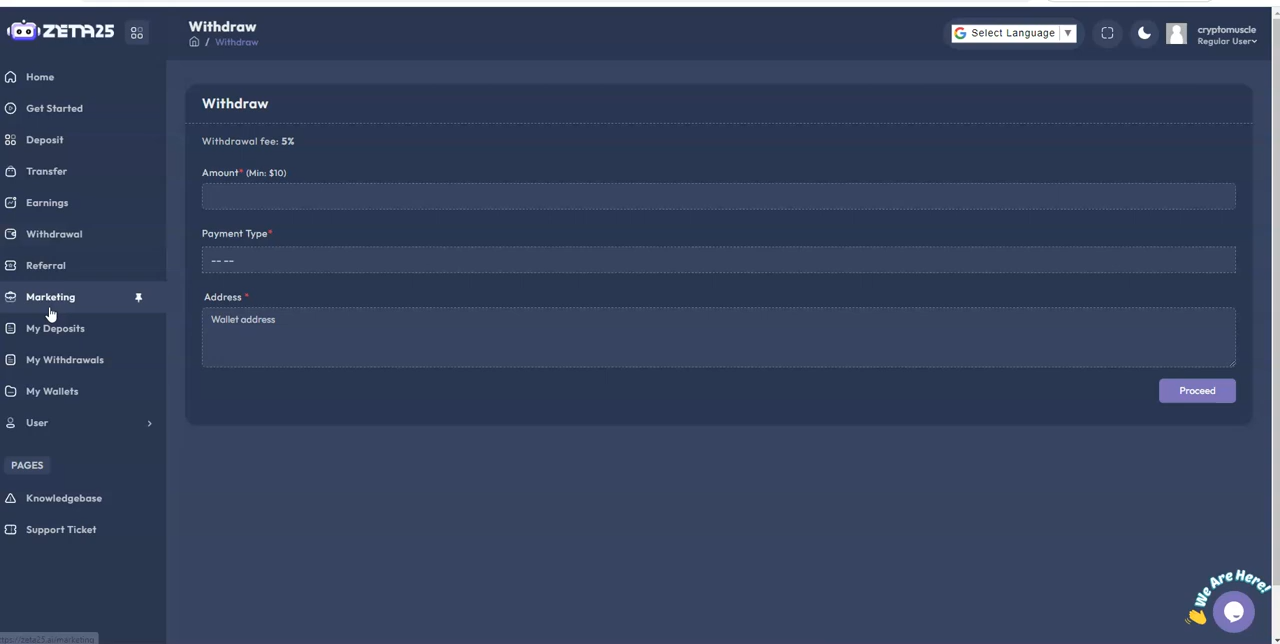 ZETA25
Withdraw
/ Withdraw
Select Language ▼
cryptomuscle
Regular User
Home
Get Started
Deposit
Transfer
Earnings
Withdrawal
Referral
Marketing
My Deposits
My Withdrawals
My Wallets
User
PAGES
Knowledgebase
Support Ticket
Withdraw
Withdrawal fee: 5%
Amount* (Min: $10)
Payment Type*
-- --
Address *
Wallet address
Proceed
We Are Here!